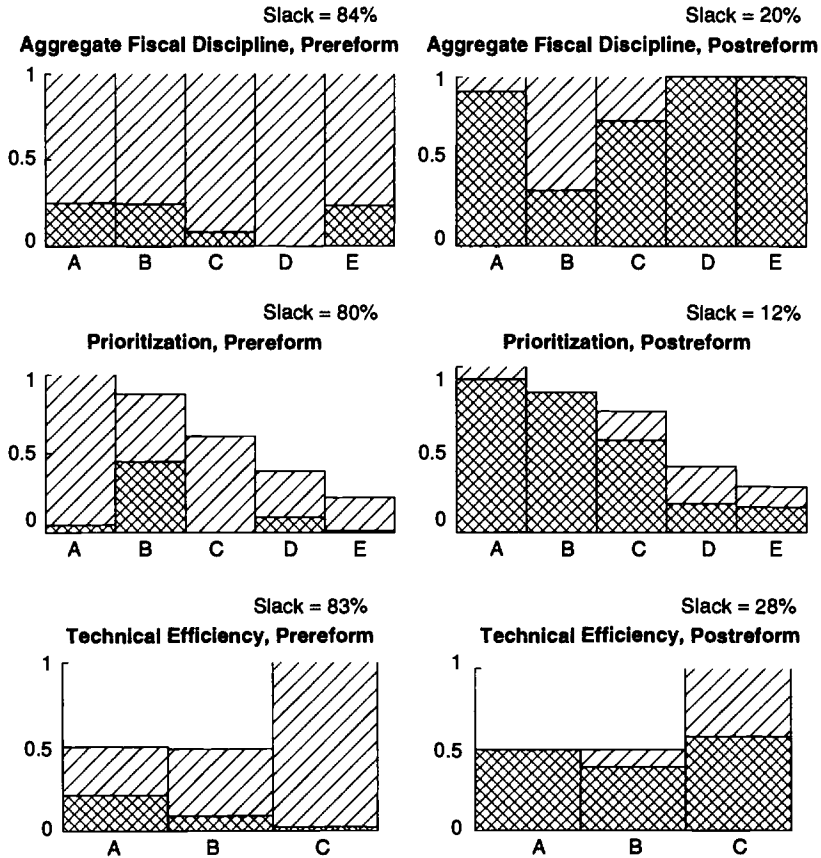 Slack = 84%
Aggregate Fiscal Discipline, Prereform
1
0.5
0
A B C D E
Slack = 20%
Aggregate Fiscal Discipline, Postreform
1
0.5
0
A B C D E
Slack = 80%
Prioritization, Prereform
1
0.5
0
A B C D E
Slack = 12%
Prioritization, Postreform
1
0.5
0
A B C D E
Slack = 83%
Technical Efficiency, Prereform
1
0.5
0
A B C
Slack = 28%
Technical Efficiency, Postreform
1
0.5
0
A B C